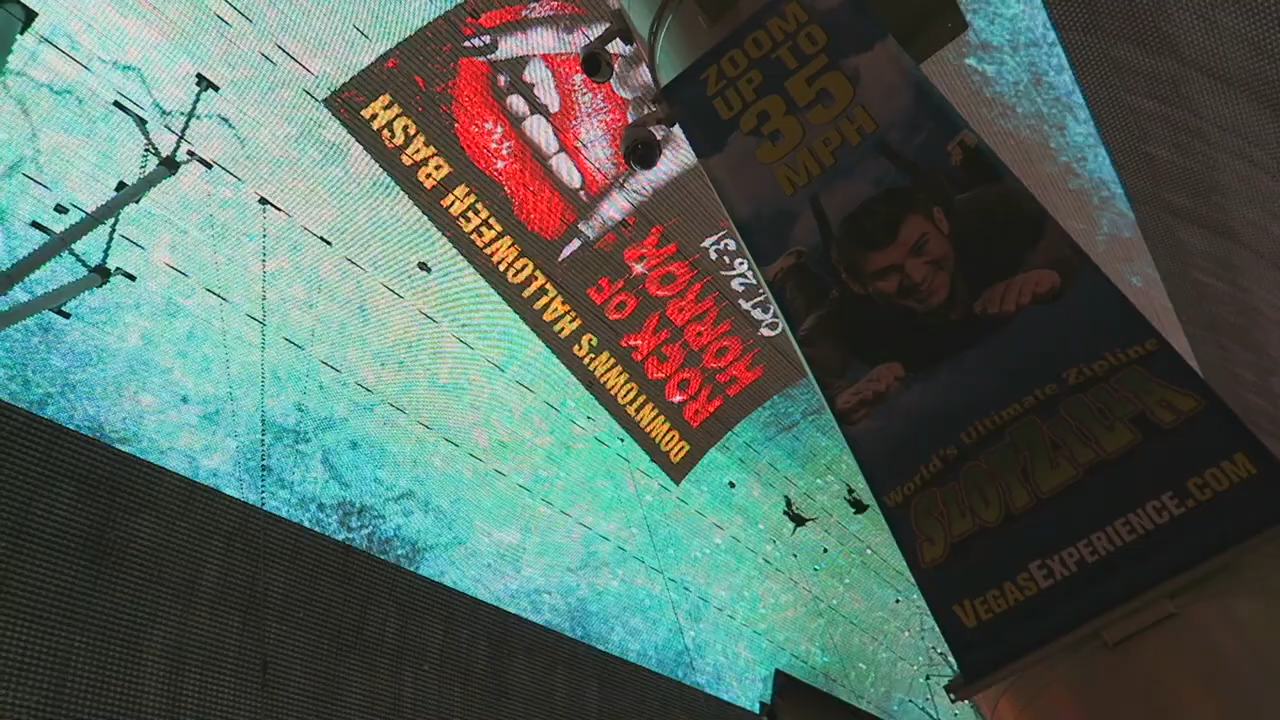 DOWNTOWN'S HALLOWEEN BASH
ROCK OF
HORROR
OCT. 26-31
ZOOM
UP TO
35
MPH
World's Ultimate Zipline
SLOTZILLA
VEGASEXPERIENCE.COM